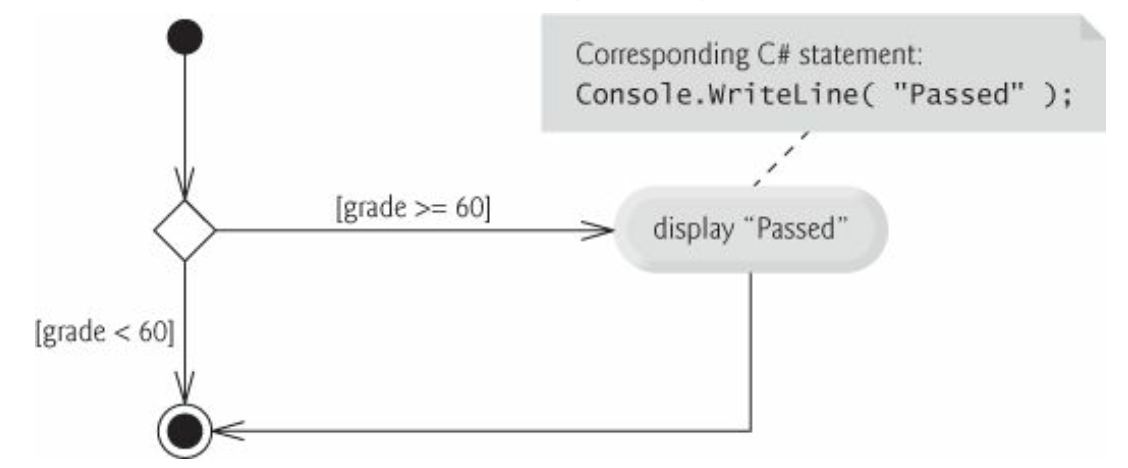 Corresponding C# statement:
Console.WriteLine( "Passed" );
[grade >= 60]
display “Passed”
[grade < 60]